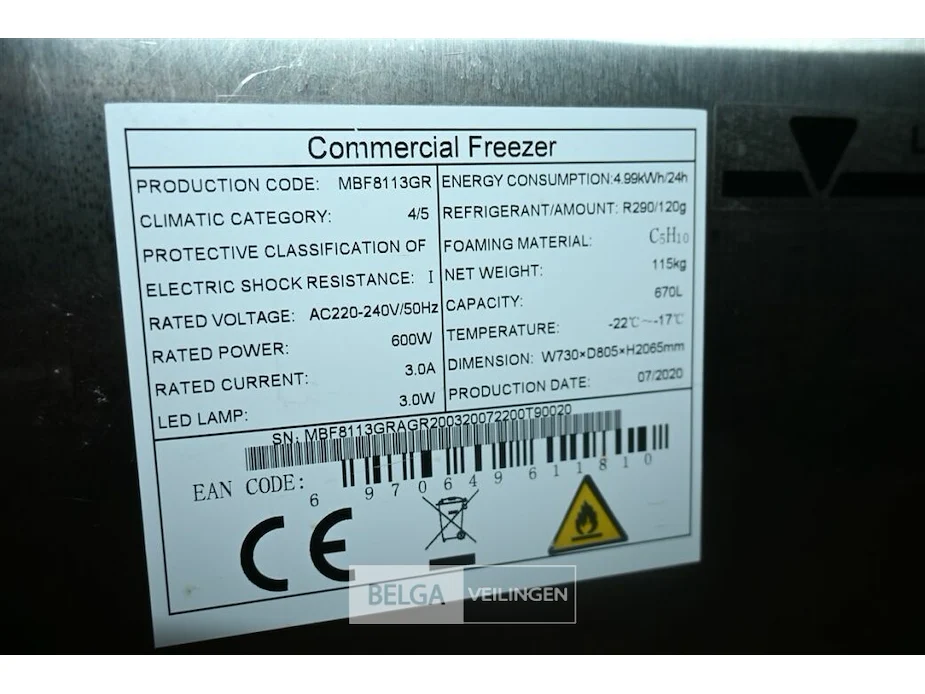 Commercial Freezer
PRODUCTION CODE: MBF8113GR
CLIMATIC CATEGORY: 4/5
PROTECTIVE CLASSIFICATION OF
ELECTRIC SHOCK RESISTANCE: I
RATED VOLTAGE: AC220-240V/50Hz
RATED POWER: 600W
RATED CURRENT: 3.0A
LED LAMP: 3.0W
ENERGY CONSUMPTION:4.99kWh/24h
REFRIGERANT/AMOUNT: R290/120g
FOAMING MATERIAL: C5H10
NET WEIGHT: 115kg
CAPACITY: 670L
TEMPERATURE: -22℃~-17℃
DIMENSION: W730×D805×H2065mm
PRODUCTION DATE: 07/2020
SN: MBF8113GRAGR200320072200T90020
EAN CODE: 6 970649 611810
CE
BELGA VEILINGEN